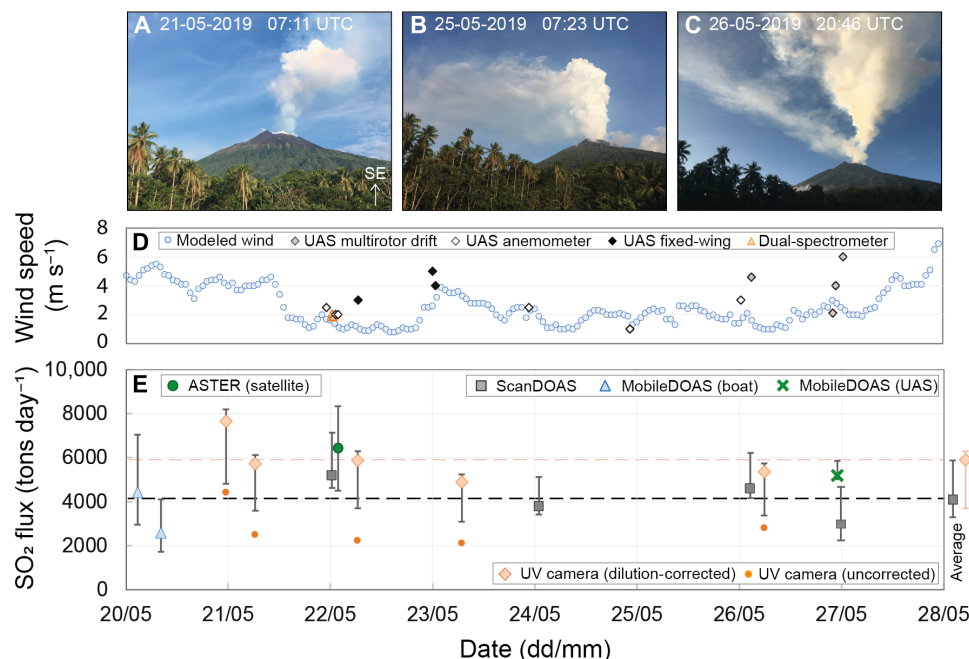 A 21-05-2019 07:11 UTC
B 25-05-2019 07:23 UTC
C 26-05-2019 20:46 UTC
SE
D
Modeled wind
UAS multirotor drift
UAS anemometer
UAS fixed-wing
Dual-spectrometer
Wind speed
(m s⁻¹)
8
6
4
2
0
E
ASTER (satellite)
ScanDOAS
MobileDOAS (boat)
MobileDOAS (UAS)
SO₂ flux (tons day⁻¹)
10,000
8000
6000
4000
2000
0
UV camera (dilution-corrected)
UV camera (uncorrected)
Average
20/05 21/05 22/05 23/05 24/05 25/05 26/05 27/05 28/05
Date (dd/mm)